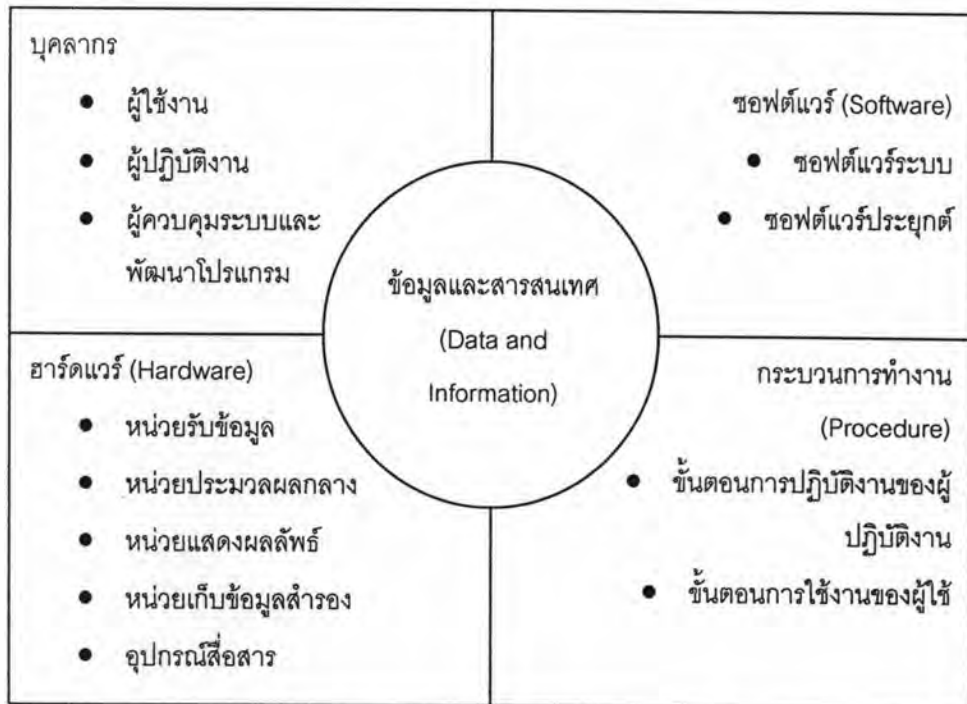 บุคลากร
● ผู้ใช้งาน
● ผู้ปฏิบัติงาน
● ผู้ควบคุมระบบและ
พัฒนาโปรแกรม
ซอฟต์แวร์ (Software)
● ซอฟต์แวร์ระบบ
● ซอฟต์แวร์ประยุกต์
ข้อมูลและสารสนเทศ
(Data and
Information)
ฮาร์ดแวร์ (Hardware)
● หน่วยรับข้อมูล
● หน่วยประมวลผลกลาง
● หน่วยแสดงผลลัพธ์
● หน่วยเก็บข้อมูลสำรอง
● อุปกรณ์สื่อสาร
กระบวนการทำงาน
(Procedure)
● ขั้นตอนการปฏิบัติงานของผู้
ปฏิบัติงาน
● ขั้นตอนการใช้งานของผู้ใช้